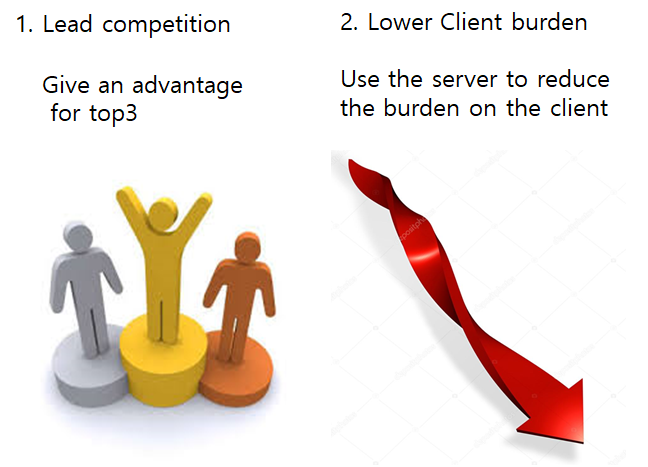 1. Lead competition
Give an advantage
for top3
2. Lower Client burden
Use the server to reduce
the burden on the client